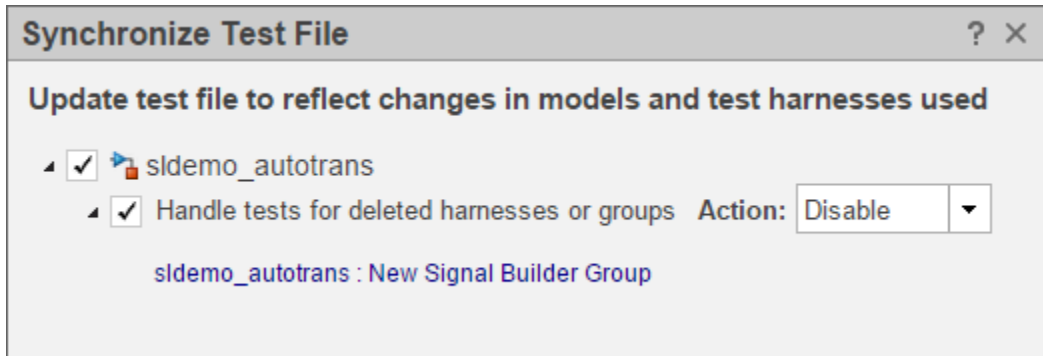 Synchronize Test File ? ×
Update test file to reflect changes in models and test harnesses used
sldemo_autotrans
Handle tests for deleted harnesses or groups Action: Disable
sldemo_autotrans : New Signal Builder Group